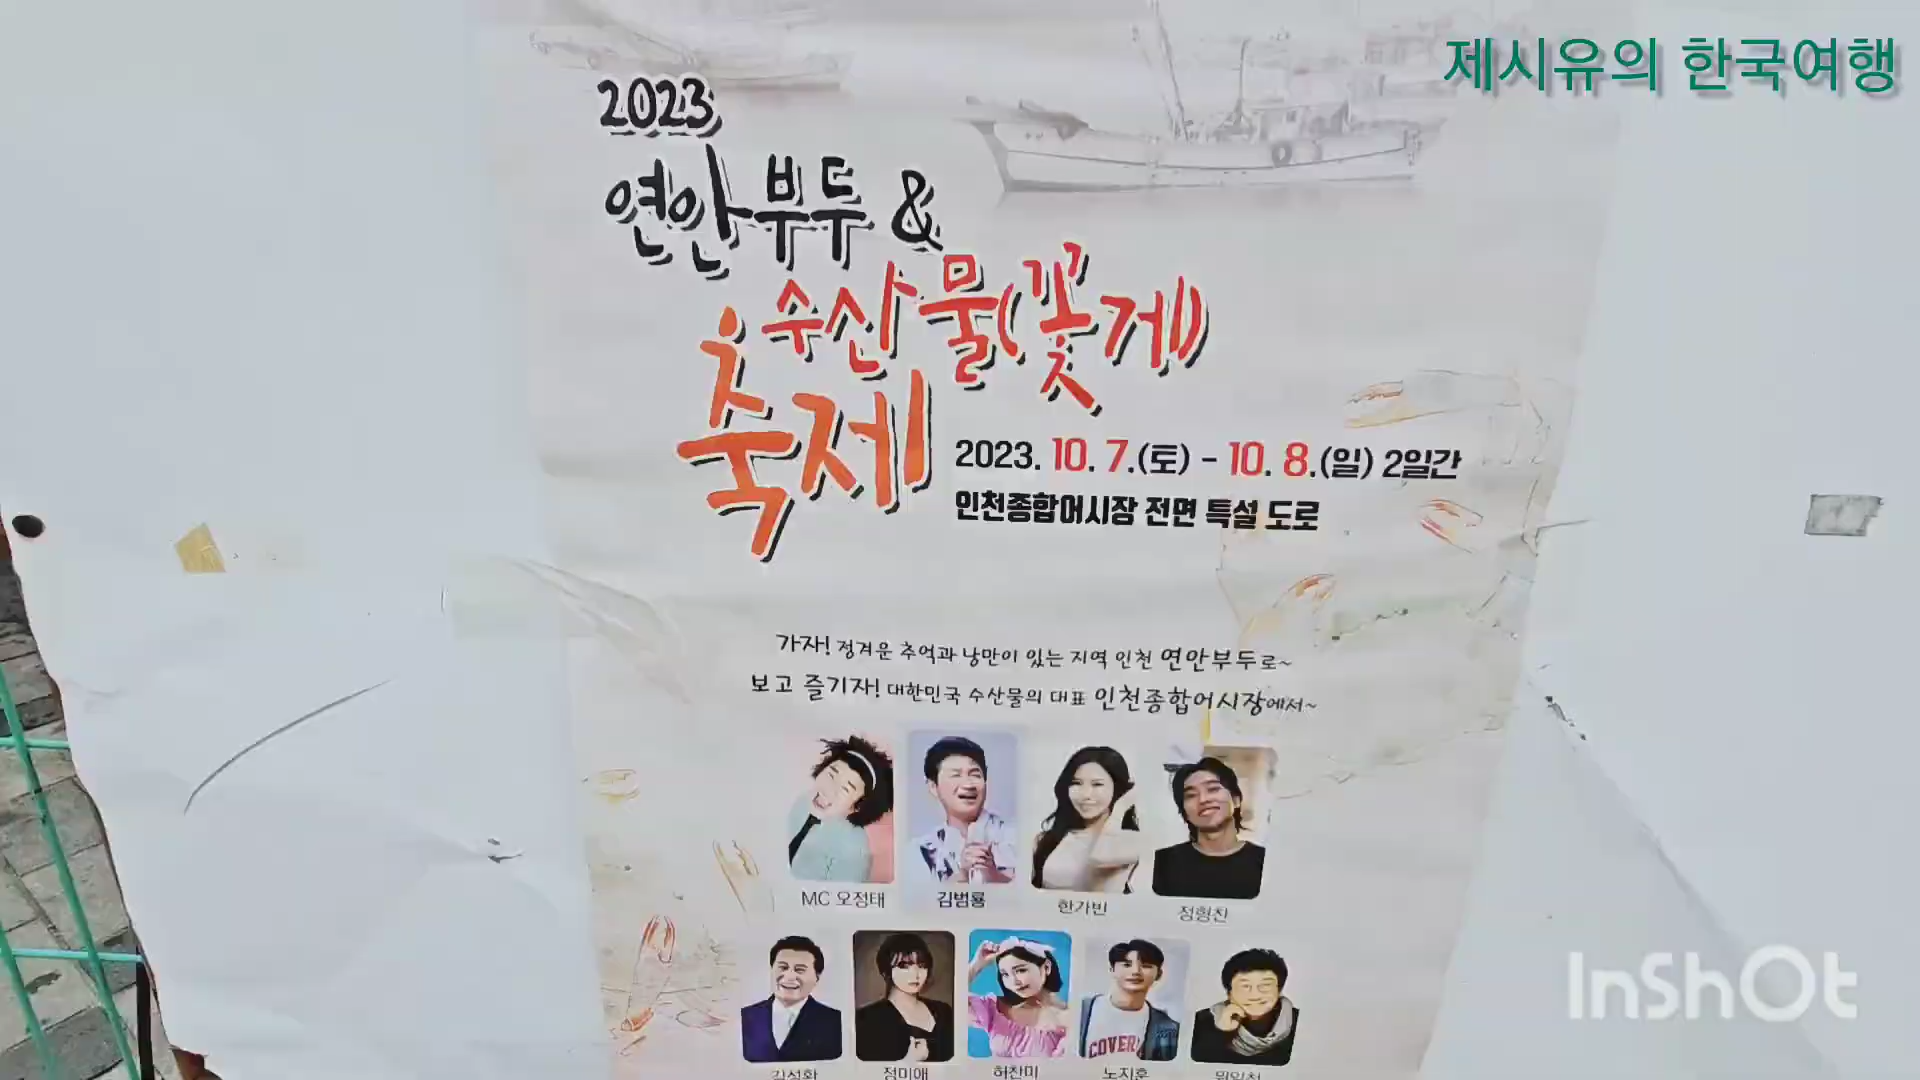 제시유의 한국여행
2023
연안부두 &
수산물(꽃게)
축제
2023. 10. 7.(토) - 10. 8.(일) 2일간
인천종합어시장 전면 특설 도로
가자! 정겨운 추억과 낭만이 있는 지역 인천 연안부두로~
보고 즐기자! 대한민국 수산물의 대표 인천종합어시장에서~
MC 오정태
김범룡
한가빈
정형찬
김성환
정미애
허찬미
노지훈
COVER
InShOt